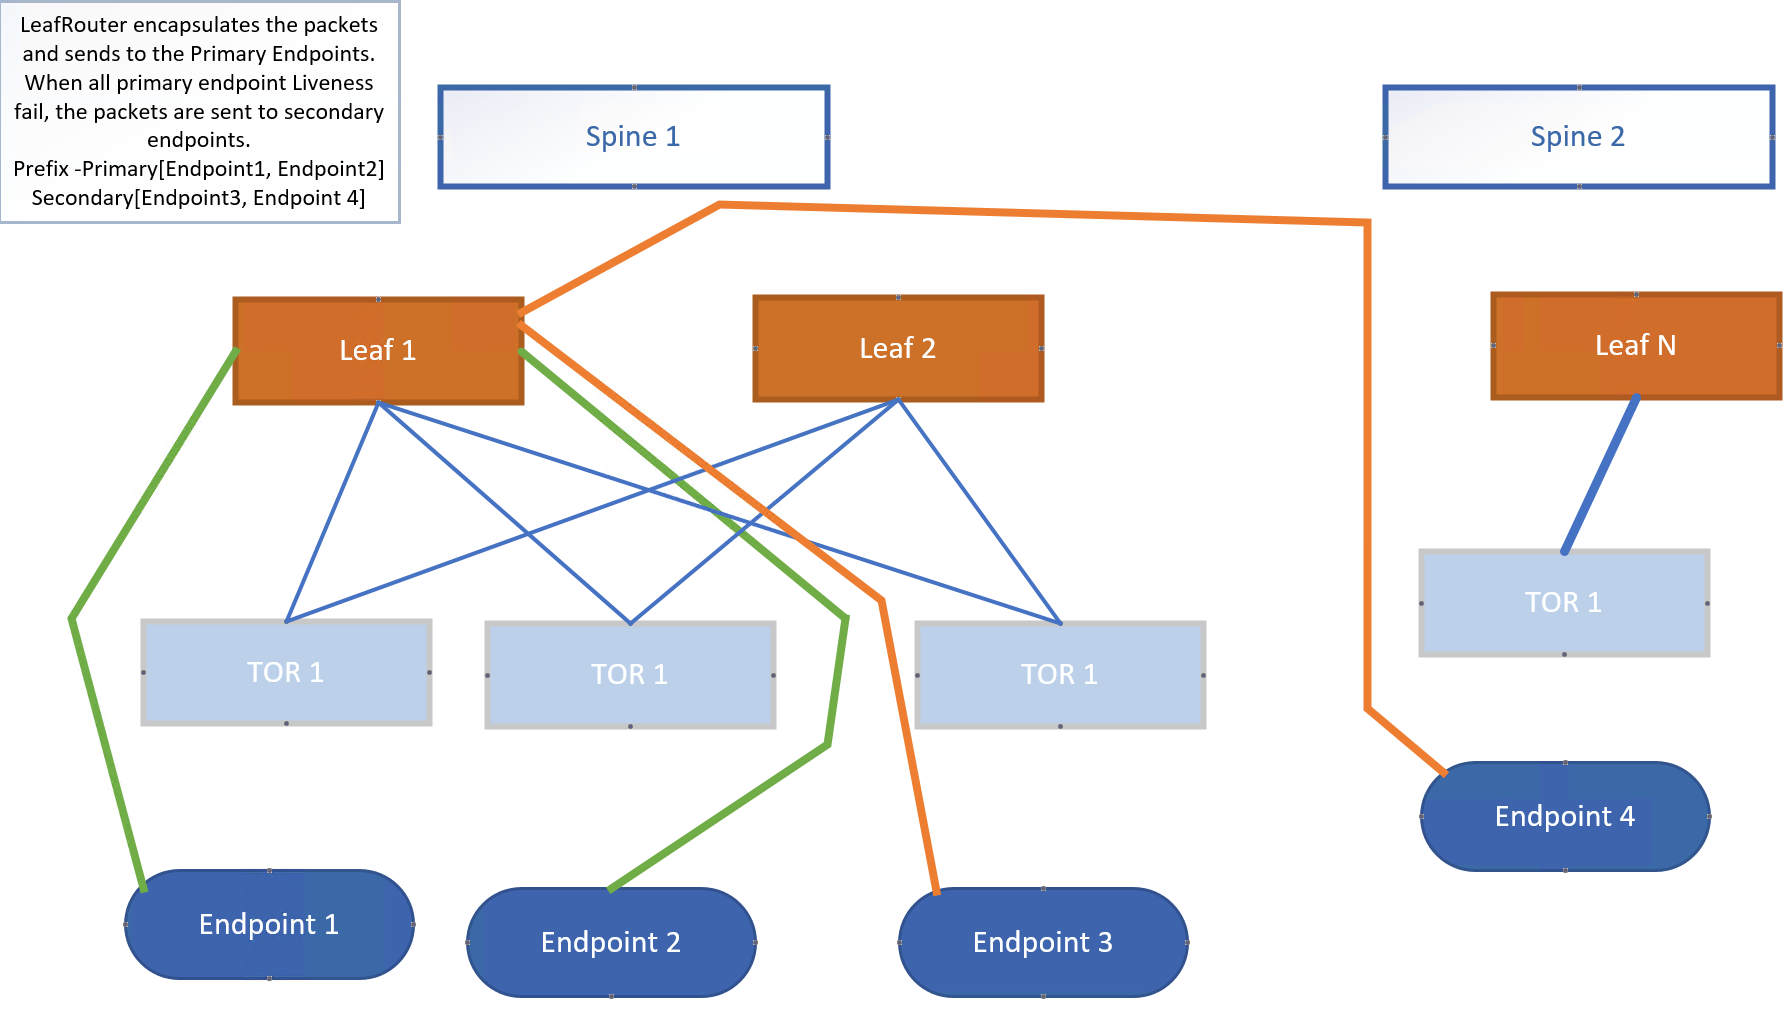 LeafRouter encapsulates the packets
and sends to the Primary Endpoints.
When all primary endpoint Liveness
fail, the packets are sent to secondary
endpoints.
Prefix -Primary[Endpoint1, Endpoint2]
Secondary[Endpoint3, Endpoint 4]
Spine 1
Spine 2
Leaf 1
Leaf 2
Leaf N
TOR 1
TOR 1
TOR 1
TOR 1
Endpoint 1
Endpoint 2
Endpoint 3
Endpoint 4